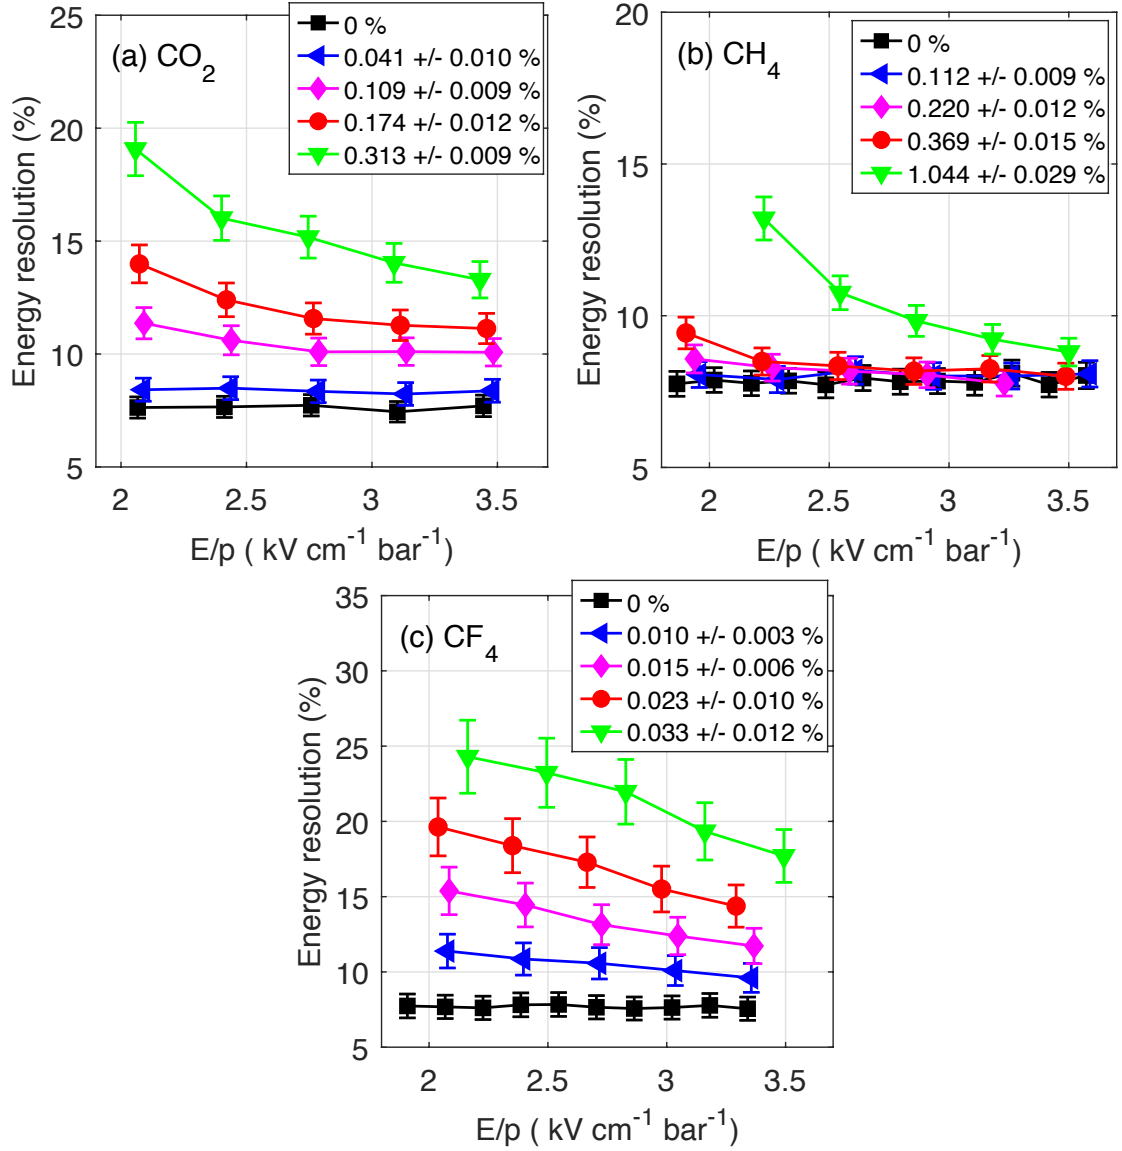 (a) CO2
0 %
0.041 +/- 0.010 %
0.109 +/- 0.009 %
0.174 +/- 0.012 %
0.313 +/- 0.009 %
Energy resolution (%)
25
20
15
10
5
2
2.5
3
3.5
E/p ( kV cm-1 bar-1)
(b) CH4
0 %
0.112 +/- 0.009 %
0.220 +/- 0.012 %
0.369 +/- 0.015 %
1.044 +/- 0.029 %
Energy resolution (%)
20
15
10
5
2
2.5
3
3.5
E/p ( kV cm-1 bar-1)
(c) CF4
0 %
0.010 +/- 0.003 %
0.015 +/- 0.006 %
0.023 +/- 0.010 %
0.033 +/- 0.012 %
Energy resolution (%)
35
30
25
20
15
10
5
2
2.5
3
3.5
E/p ( kV cm-1 bar-1)